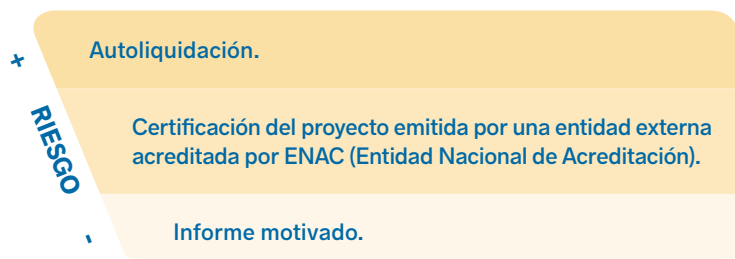 Autoliquidación.
+
RIESGO
Certificación del proyecto emitida por una entidad externa
acreditada por ENAC (Entidad Nacional de Acreditación).
-
Informe motivado.